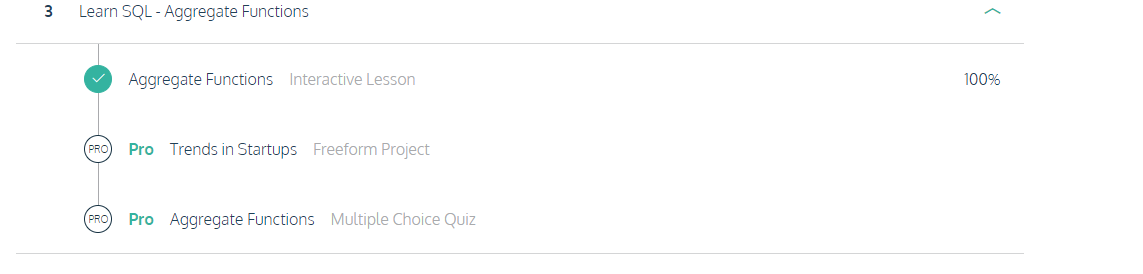 3 Learn SQL - Aggregate Functions
Aggregate Functions Interactive Lesson 100%
PRO Pro Trends in Startups Freeform Project
PRO Pro Aggregate Functions Multiple Choice Quiz